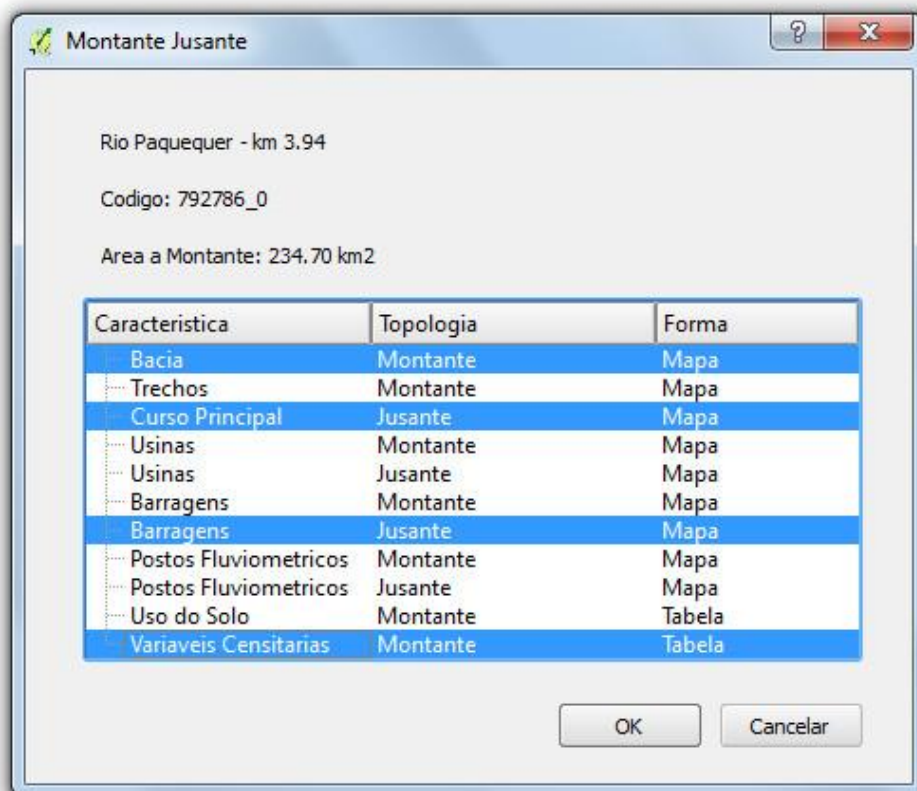 Montante Jusante
Rio Paquequer - km 3.94
Codigo: 792786_0
Area a Montante: 234.70 km2
Caracteristica Topologia Forma
Bacia Montante Mapa
Trechos Montante Mapa
Curso Principal Jusante Mapa
Usinas Montante Mapa
Usinas Jusante Mapa
Barragens Montante Mapa
Barragens Jusante Mapa
Postos Fluviometricos Montante Mapa
Postos Fluviometricos Jusante Mapa
Uso do Solo Montante Tabela
Variaveis Censitarias Montante Tabela
OK Cancelar